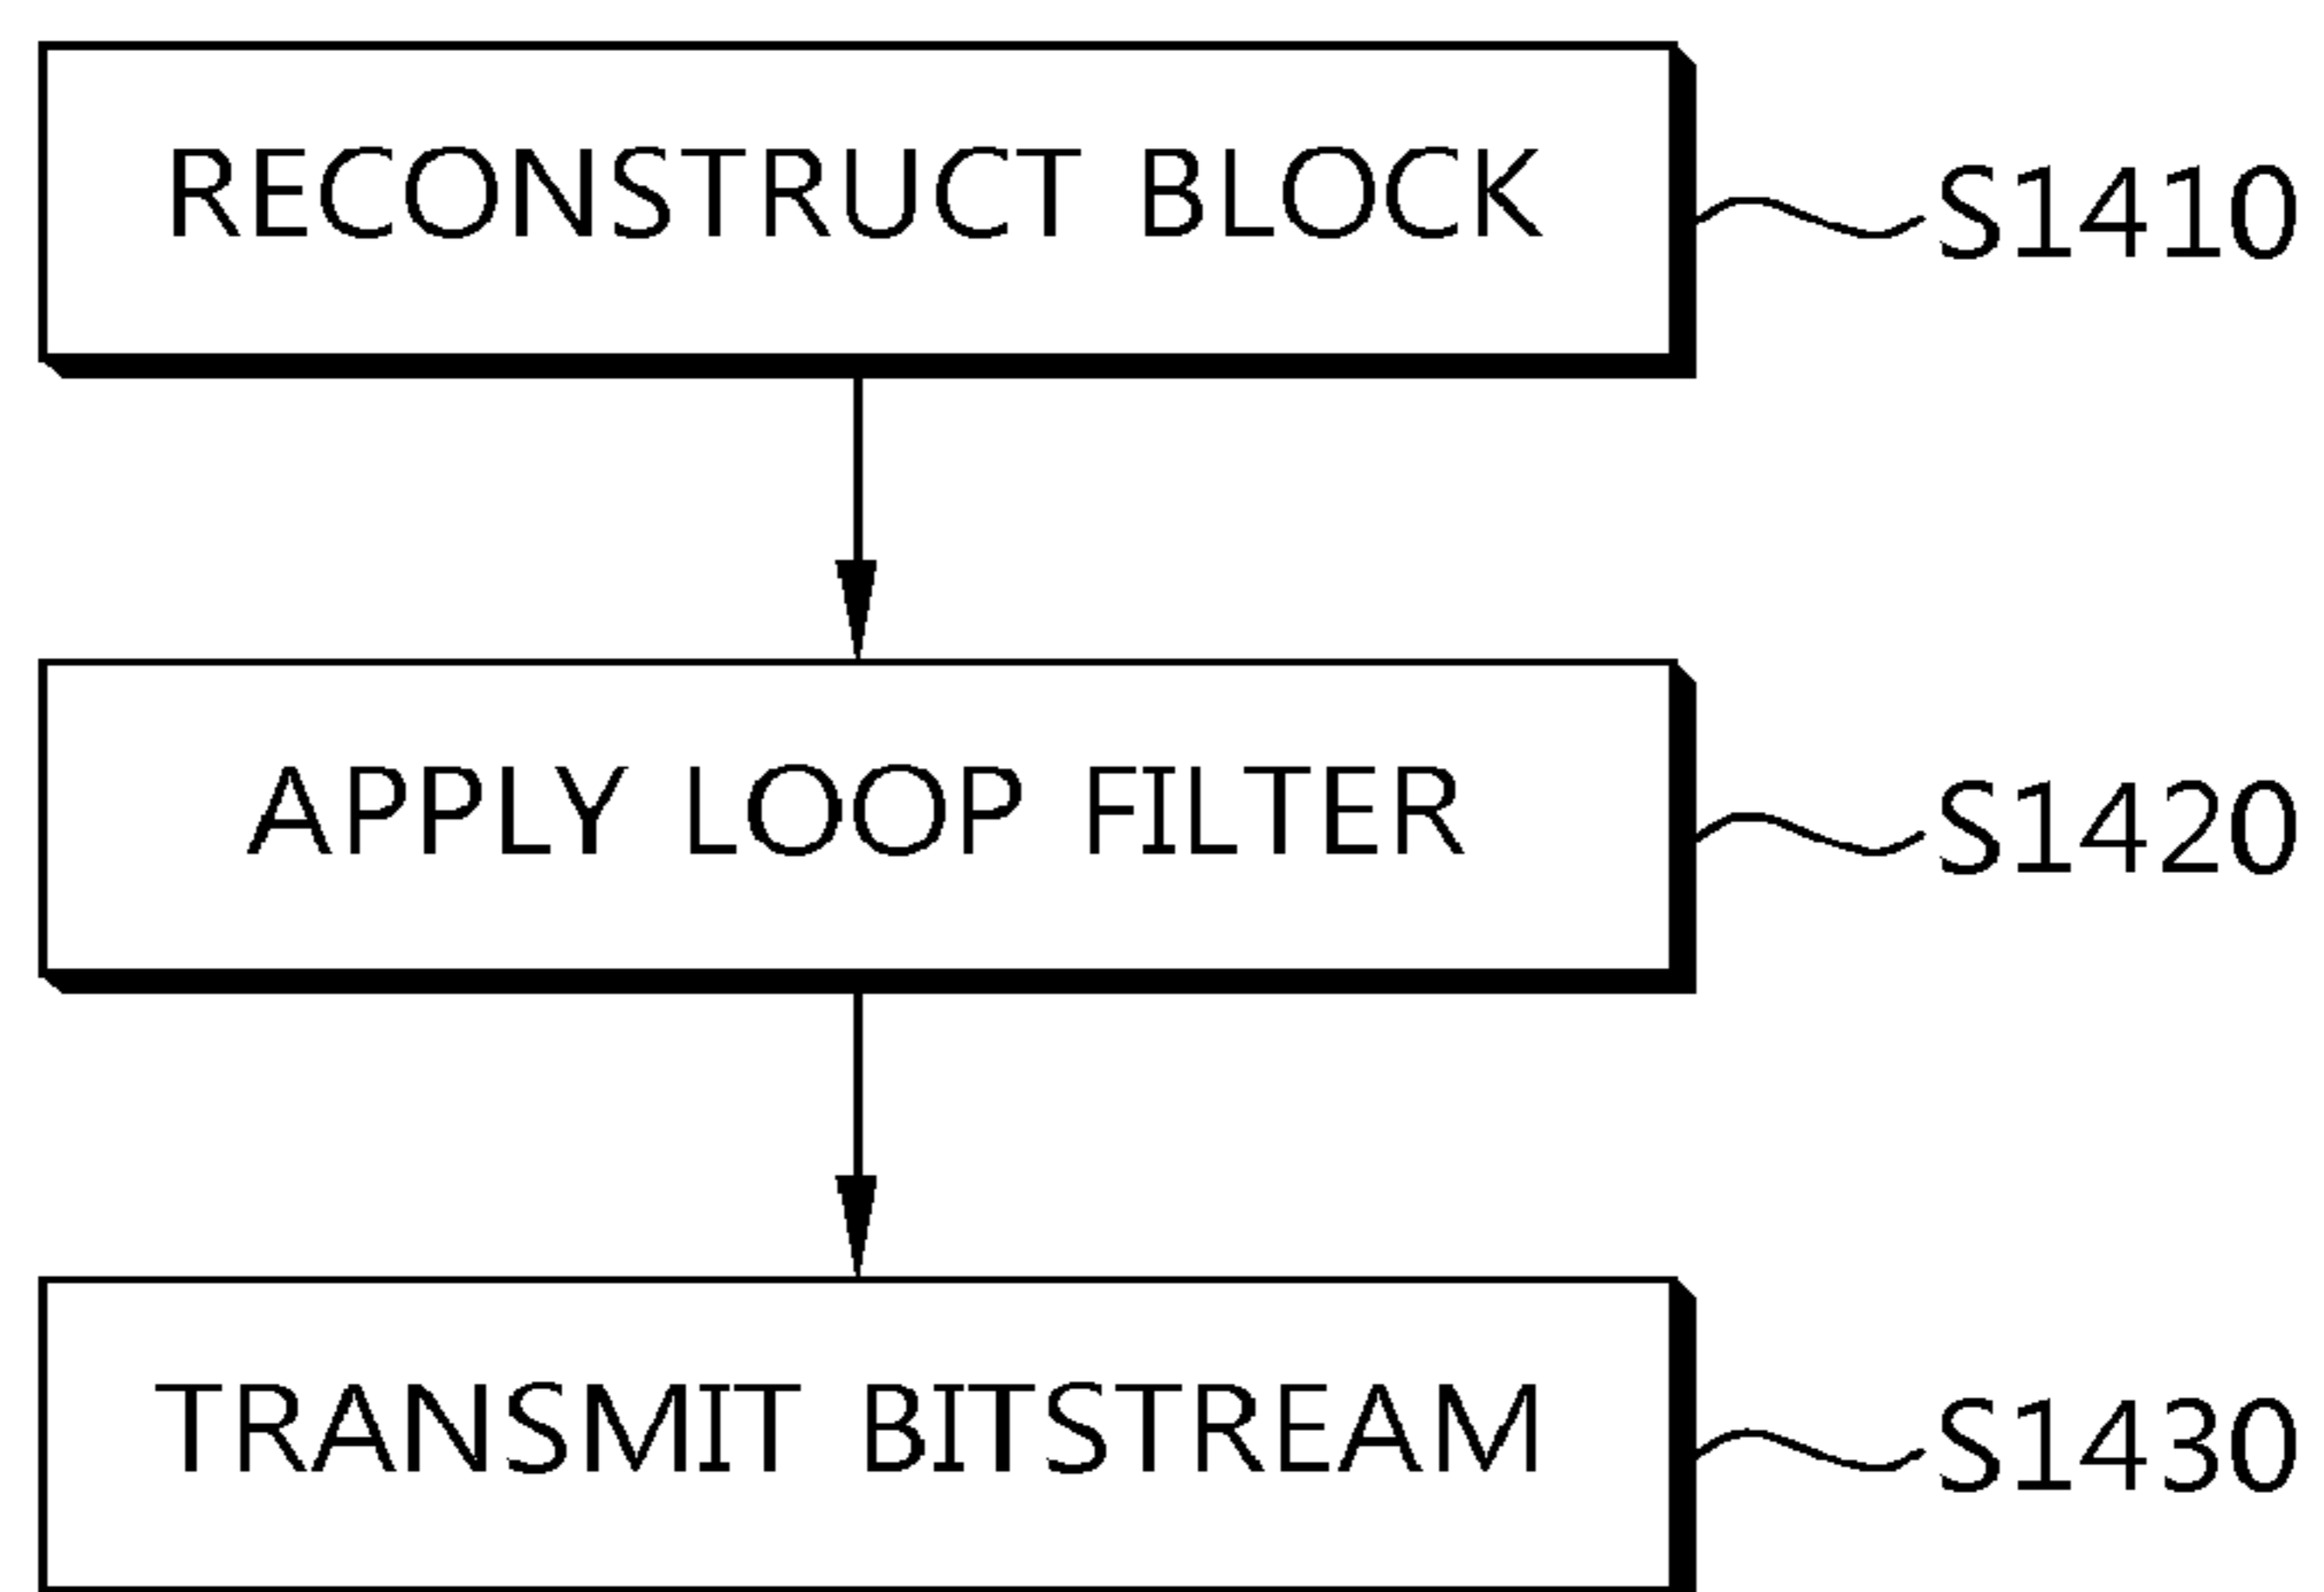 RECONSTRUCT BLOCK
S1410
APPLY LOOP FILTER
S1420
TRANSMIT BITSTREAM
S1430